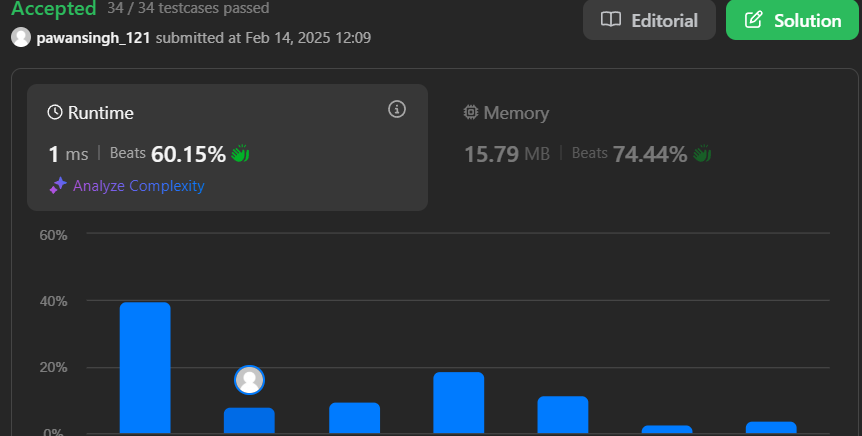 Accepted 34 / 34 testcases passed
Editorial
Solution
pawansingh_121 submitted at Feb 14, 2025 12:09
Runtime
1 ms | Beats 60.15%
Analyze Complexity
Memory
15.79 MB | Beats 74.44%
60%
40%
20%
0%